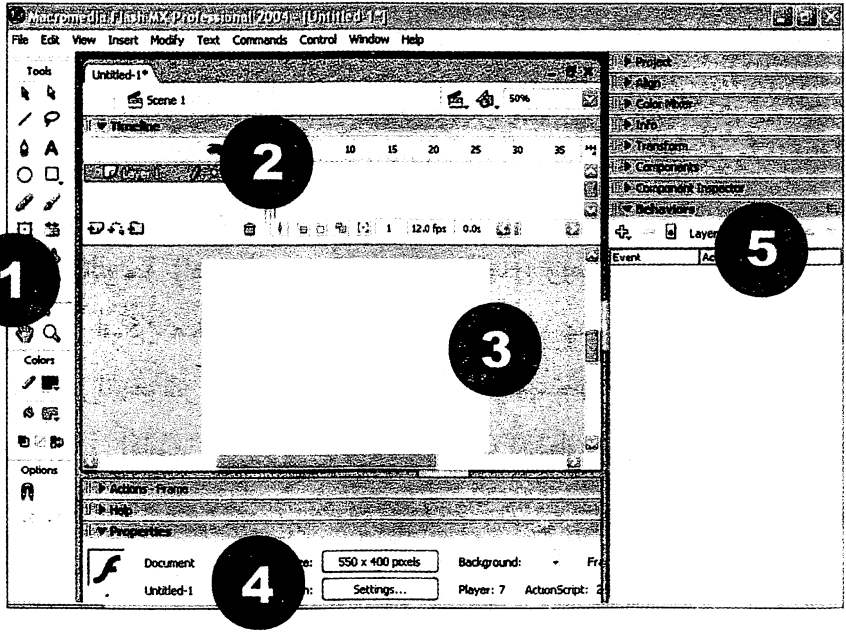 Macromedia Flash MX Professional 2004 - [Untitled-1*]
File Edit View Insert Modify Text Commands Control Window Help
Tools
Colors
Options
Untitled-1*
Scene 1
50%
Timeline
10 15 20 25 30 35
1 12.0 fps 0.0s
Actions - Frame
Help
Properties
Document
550 x 400 pixels
Background:
Untitled-1
Settings...
Player: 7
ActionScript: 2
Project
Align
Color Mixer
Info
Transform
Components
Component Inspector
Behaviors
Event
1
2
3
4
5